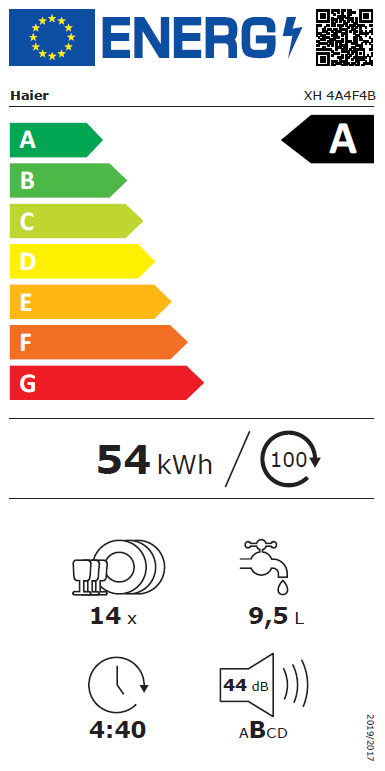 ENERG
Haier XH 4A4F4B
A A
B
C
D
E
F
G
54 kWh / 100
14 x 9,5 L
44 dB
4:40 ABCD
2019/2017